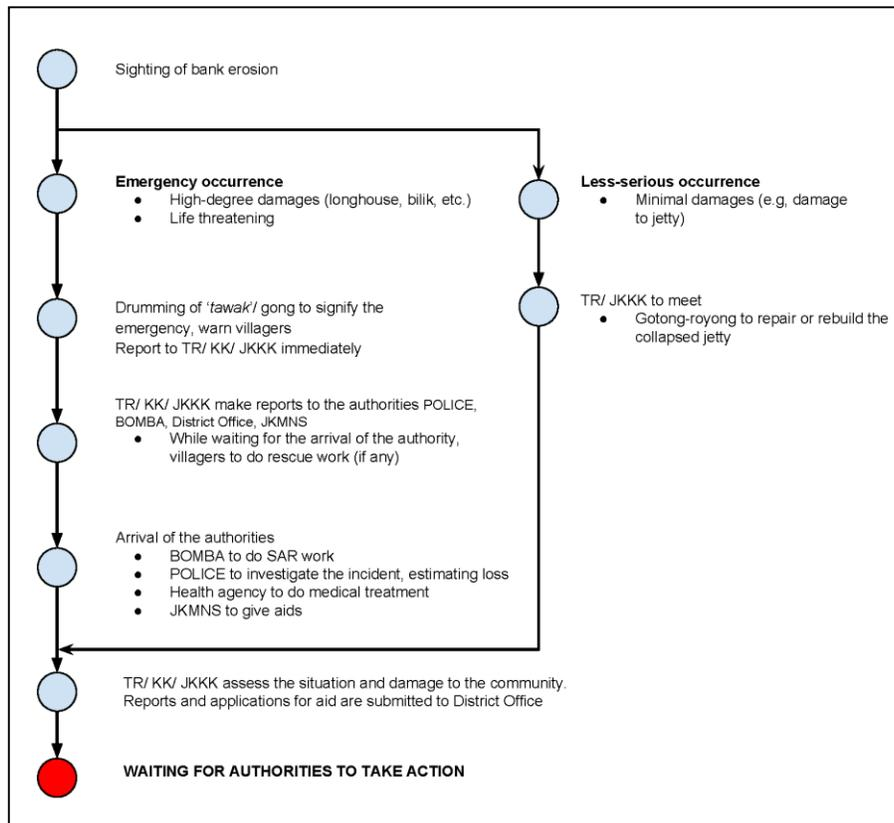 Sighting of bank erosion
Emergency occurrence
● High-degree damages (longhouse, bilik, etc.)
● Life threatening
Less-serious occurrence
● Minimal damages (e.g, damage
to jetty)
Drumming of 'tawak'/ gong to signify the
emergency, warn villagers
Report to TR/ KK/ JKKK immediately
TR/ JKKK to meet
● Gotong-royong to repair or rebuild the
collapsed jetty
TR/ KK/ JKKK make reports to the authorities POLICE,
BOMBA, District Office, JKMNS
● While waiting for the arrival of the authority,
villagers to do rescue work (if any)
Arrival of the authorities
● BOMBA to do SAR work
● POLICE to investigate the incident, estimating loss
● Health agency to do medical treatment
● JKMNS to give aids
TR/ KK/ JKKK assess the situation and damage to the community.
Reports and applications for aid are submitted to District Office
WAITING FOR AUTHORITIES TO TAKE ACTION